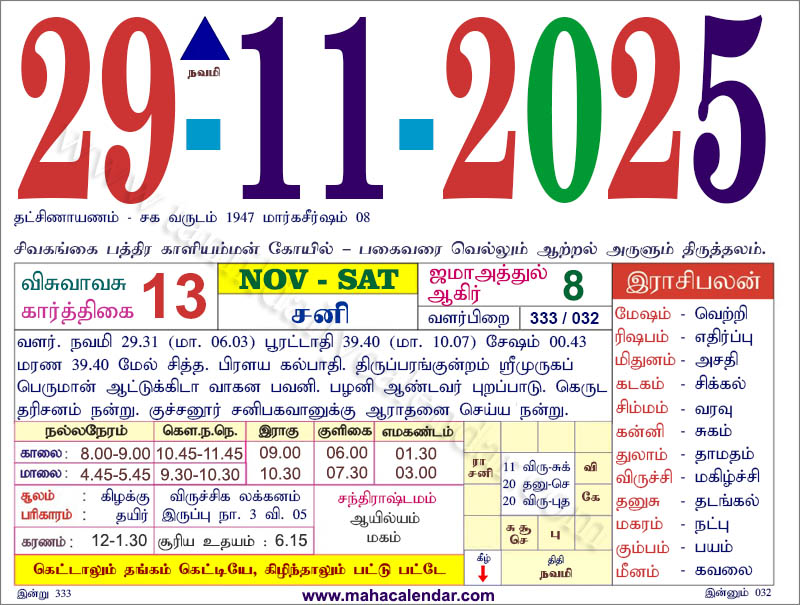 29-11-2025
நவமி
தட்சிணாயணம் - சக வருடம் 1947 மார்கசீர்ஷம் 08
சிவகங்கை பத்திர காளியம்மன் கோயில் – பகைவரை வெல்லும் ஆற்றல் அருளும் திருத்தலம்.
விசுவாவசு
கார்த்திகை 13
NOV - SAT
சனி
ஜமாஅத்துல்
ஆகிர் 8
வளர்பிறை 333 / 032
வளர். நவமி 29.31 (மா. 06.03) பூரட்டாதி 39.40 (மா. 10.07) சேஷம் 00.43
மரண 39.40 மேல் சித்த. பிரளய கல்பாதி. திருப்பரங்குன்றம் ஸ்ரீமுருகப்
பெருமான் ஆட்டுக்கிடா வாகன பவனி. பழனி ஆண்டவர் புறப்பாடு. கெருட
தரிசனம் நன்று. குச்சனூர் சனிபகவானுக்கு ஆராதனை செய்ய நன்று.
இராசிபலன்
மேஷம் - வெற்றி
ரிஷபம் - எதிர்ப்பு
மிதுனம் - அசதி
கடகம் - சிக்கல்
சிம்மம் - வரவு
கன்னி - சுகம்
துலாம் - தாமதம்
விருச்சி - மகிழ்ச்சி
தனுசு - தடங்கல்
மகரம் - நட்பு
கும்பம் - பயம்
மீனம் - கவலை
நல்லநேரம் கௌ.ந.நெ. இராகு குளிகை எமகண்டம்
காலை: 8.00-9.00 10.45-11.45 09.00 06.00 01.30
மாலை: 4.45-5.45 9.30-10.30 10.30 07.30 03.00
சூலம் : கிழக்கு
பரிகாரம் : தயிர்
விருச்சிக லக்கனம்
இருப்பு நா. 3 வி. 05
சந்திராஷ்டமம்
ஆயில்யம்
மகம்
கரணம் : 12-1.30 சூரிய உதயம் : 6.15
ரா
சனி
11 விரு-சுக்
20 தனு-செ
20 விரு-புத
வி
கே
சு சூ
செ
பு
கீழ்
திதி
நவமி
கெட்டாலும் தங்கம் கெட்டியே, கிழிந்தாலும் பட்டு பட்டே
இன்று 333
www.mahacalendar.com
இன்னும் 032